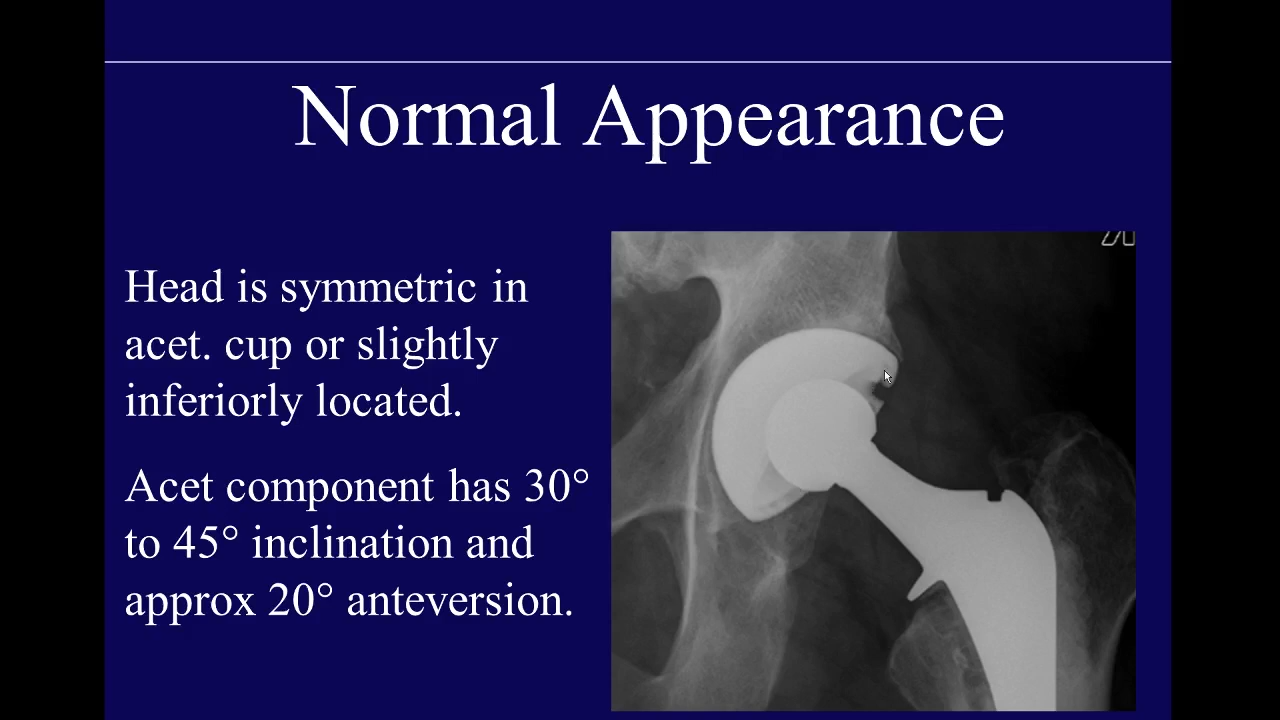 Normal Appearance
Head is symmetric in
acet. cup or slightly
inferiorly located.
Acet component has 30°
to 45° inclination and
approx 20° anteversion.